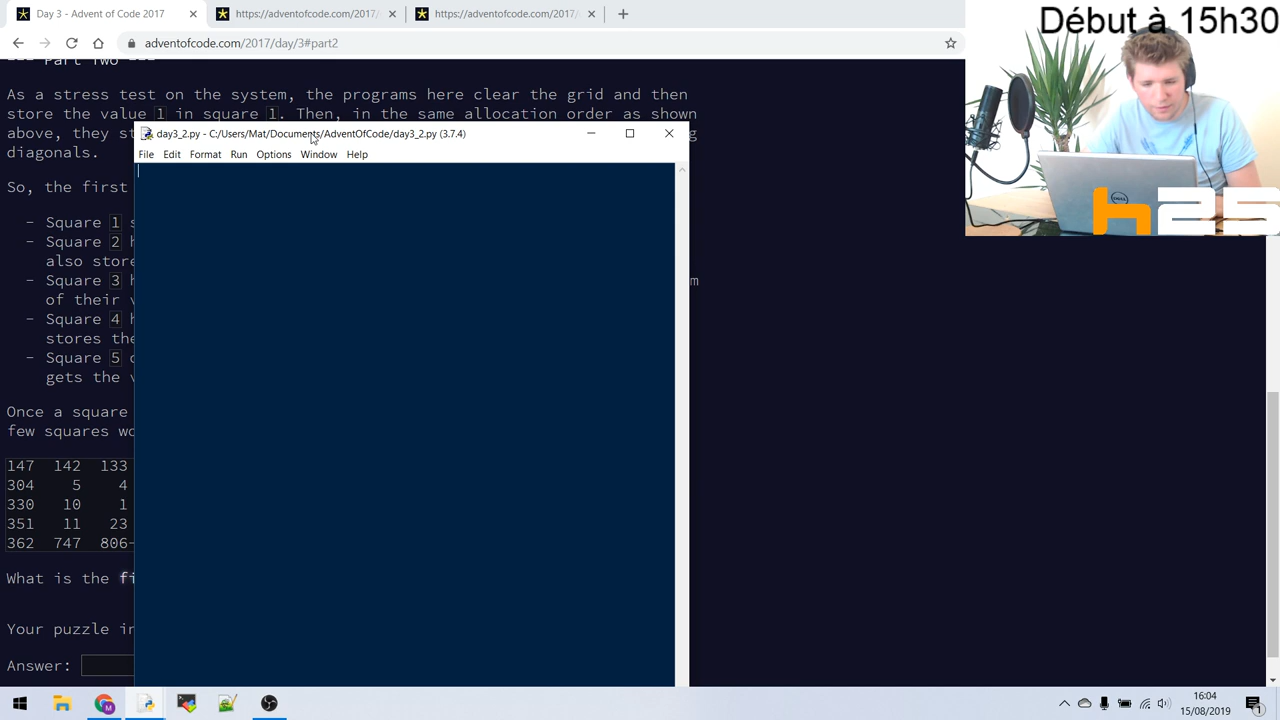 Day 3 - Advent of Code 2017
https://adventofcode.com/2017/
https://adventofcode.com/2017/
Début à 15h30
adventofcode.com/2017/day/3#part2
--- Part Two ---
As a stress test on the system, the programs here clear the grid and then
store the value 1 in square 1. Then, in the same allocation order as shown
above, they st
diagonals.
day3_2.py - C:/Users/Mat/Documents/AdventOfCode/day3_2.py (3.7.4)
File Edit Format Run Options Window Help
So, the first
- Square 1 s
- Square 2 h
also store
- Square 3 h
of their v
- Square 4 h
stores the
- Square 5 o
gets the v
Once a square
few squares wo
147 142 133
304 5 4
330 10 1
351 11 23
362 747 806-
What is the fi
Your puzzle in
Answer:
DELL
h25
16:04
15/08/2019
1